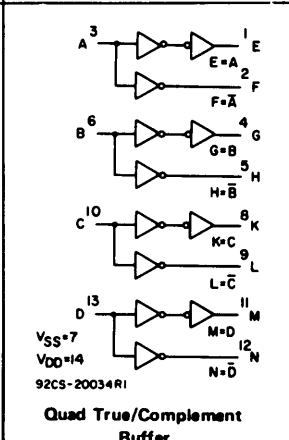 A 3
1 E
E=A
2 F
F=A̅
B 6
4 G
G=B
5 H
H=B̅
C 10
8 K
K=C
9 L
L=C̅
D 13
11 M
M=D
12 N
N=D̅
VSS=7
VDD=14
92CS-20034R1
Quad True/Complement
Buffer